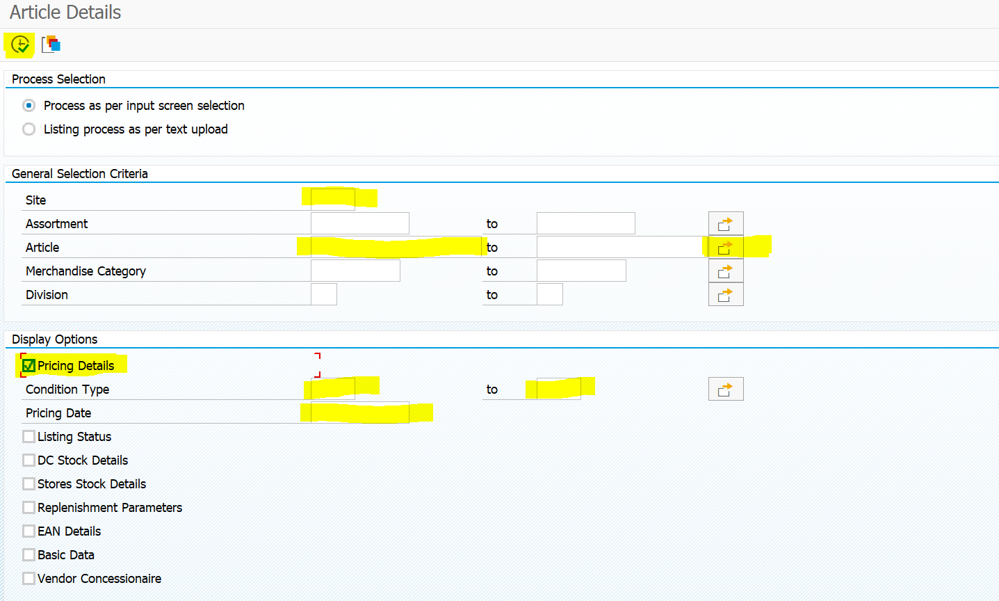 Article Details
Process Selection
Process as per input screen selection
Listing process as per text upload
General Selection Criteria
Site
Assortment to
Article to
Merchandise Category to
Division to
Display Options
Pricing Details
Condition Type to
Pricing Date
Listing Status
DC Stock Details
Stores Stock Details
Replenishment Parameters
EAN Details
Basic Data
Vendor Concessionaire